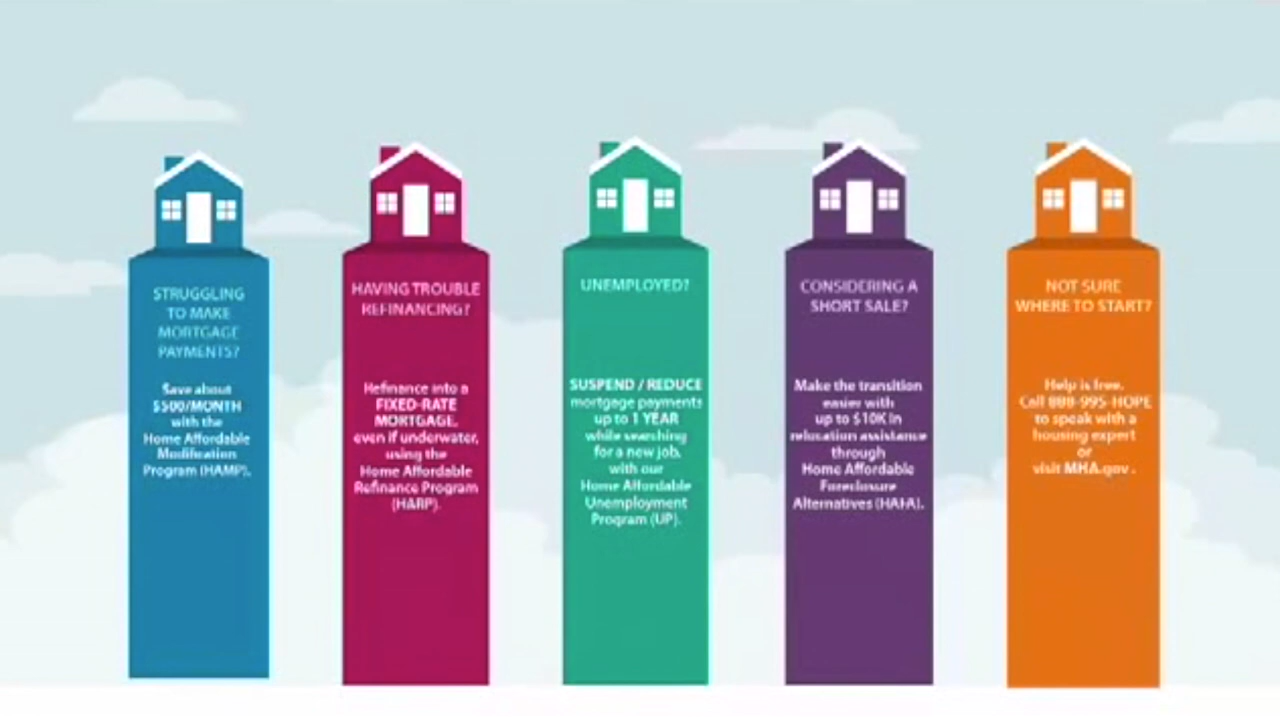 STRUGGLING
TO MAKE
MORTGAGE
PAYMENTS?
Save about
$500/MONTH
with the
Home Affordable
Modification
Program (HAMP).
HAVING TROUBLE
REFINANCING?
Refinance into a
FIXED-RATE
MORTGAGE,
even if underwater,
using the
Home Affordable
Refinance Program
(HARP).
UNEMPLOYED?
SUSPEND / REDUCE
mortgage payments
up to 1 YEAR
while searching
for a new job,
with our
Home Affordable
Unemployment
Program (UP).
CONSIDERING A
SHORT SALE?
Make the transition
easier with
up to $10K in
relocation assistance
through
Home Affordable
Foreclosure
Alternatives (HAFA).
NOT SURE
WHERE TO START?
Help is free.
Call 888-995-HOPE
to speak with a
housing expert
or
visit MHA.gov .